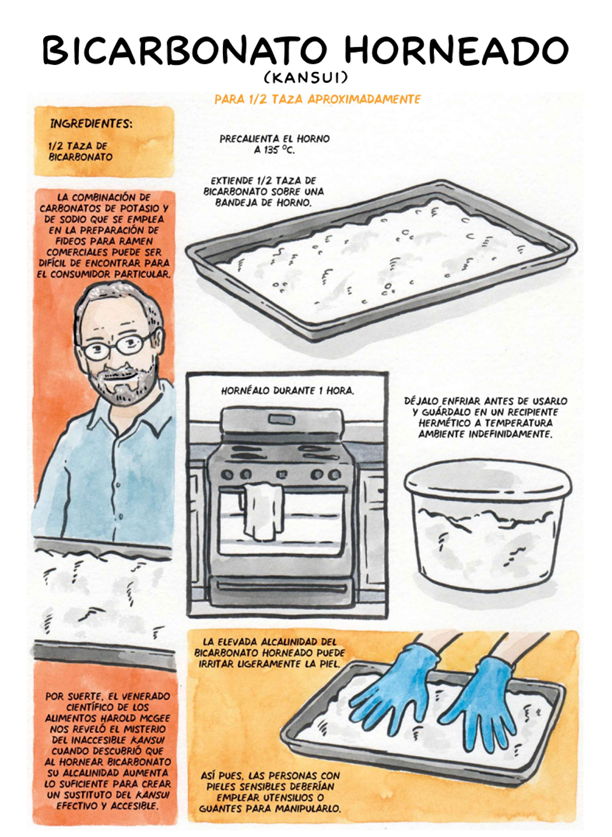 BICARBONATO HORNEADO
(KANSUI)
PARA 1/2 TAZA APROXIMADAMENTE
INGREDIENTES:
1/2 TAZA DE
BICARBONATO
PRECALIENTA EL HORNO
A 135 ºC.
EXTIENDE 1/2 TAZA DE
BICARBONATO SOBRE UNA
BANDEJA DE HORNO.
LA COMBINACIÓN DE
CARBONATOS DE POTASIO Y
DE SODIO QUE SE EMPLEA
EN LA PREPARACIÓN DE
FIDEOS PARA RAMEN
COMERCIALES PUEDE SER
DIFÍCIL DE ENCONTRAR PARA
EL CONSUMIDOR PARTICULAR.
HORNÉALO DURANTE 1 HORA.
DÉJALO ENFRIAR ANTES DE USARLO
Y GUÁRDALO EN UN RECIPIENTE
HERMÉTICO A TEMPERATURA
AMBIENTE INDEFINIDAMENTE.
POR SUERTE, EL VENERADO
CIENTÍFICO DE LOS
ALIMENTOS HAROLD MCGEE
NOS REVELÓ EL MISTERIO
DEL INACCESIBLE KANSUI
CUANDO DESCUBRIÓ QUE
AL HORNEAR BICARBONATO
SU ALCALINIDAD AUMENTA
LO SUFICIENTE PARA CREAR
UN SUSTITUTO DEL KANSUI
EFECTIVO Y ACCESIBLE.
LA ELEVADA ALCALINIDAD DEL
BICARBONATO HORNEADO PUEDE
IRRITAR LIGERAMENTE LA PIEL.
ASÍ PUES, LAS PERSONAS CON
PIELES SENSIBLES DEBERÍAN
EMPLEAR UTENSILIOS O
GUANTES PARA MANIPULARLO.